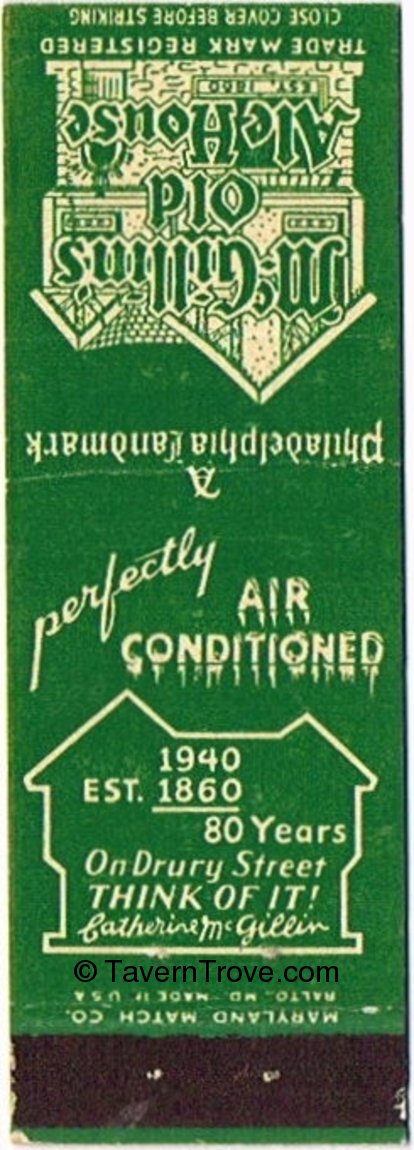 CLOSE COVER BEFORE STRIKING
TRADE MARK REGISTERED
EST. 1860
McGillins
Old
Ale House
A
Philadelphia Landmark
perfectly
AIR
CONDITIONED
1940
EST. 1860
80 Years
On Drury Street
THINK OF IT!
Catherine McGillin
© TavernTrove.com
MARYLAND MATCH CO.
BALTO. MD. MADE IN U S A